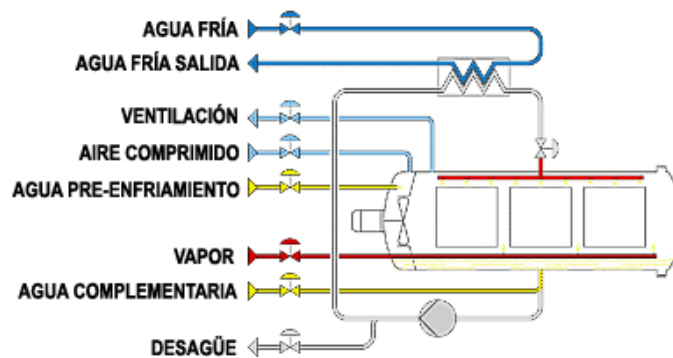 AGUA FRÍA
AGUA FRÍA SALIDA
VENTILACIÓN
AIRE COMPRIMIDO
AGUA PRE-ENFRIAMIENTO
VAPOR
AGUA COMPLEMENTARIA
DESAGÜE